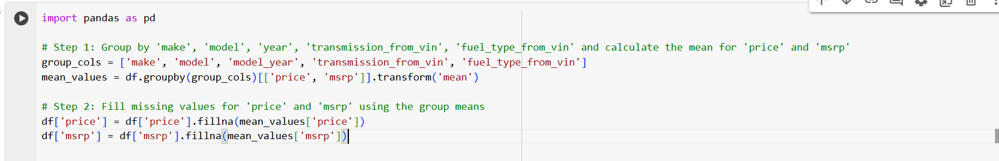 import pandas as pd
# Step 1: Group by 'make', 'model', 'year', 'transmission_from_vin', 'fuel_type_from_vin' and calculate the mean for 'price' and 'msrp'
group_cols = ['make', 'model', 'model_year', 'transmission_from_vin', 'fuel_type_from_vin']
mean_values = df.groupby(group_cols)[['price', 'msrp']].transform('mean')
# Step 2: Fill missing values for 'price' and 'msrp' using the group means
df['price'] = df['price'].fillna(mean_values['price'])
df['msrp'] = df['msrp'].fillna(mean_values['msrp'])